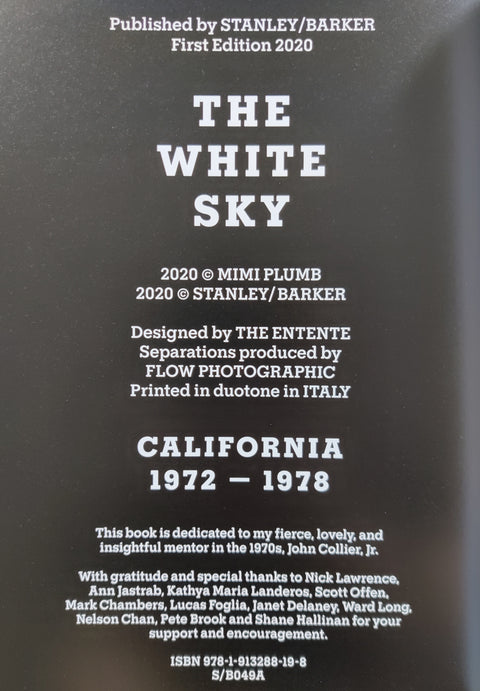 Published by STANLEY/BARKER
First Edition 2020
THE
WHITE
SKY
2020 © MIMI PLUMB
2020 © STANLEY/BARKER
Designed by THE ENTENTE
Separations produced by
FLOW PHOTOGRAPHIC
Printed in duotone in ITALY
CALIFORNIA
1972 — 1978
This book is dedicated to my fierce, lovely, and
insightful mentor in the 1970s, John Collier, Jr.
With gratitude and special thanks to Nick Lawrence,
Ann Jastrab, Kathya Maria Landeros, Scott Offen,
Mark Chambers, Lucas Foglia, Janet Delaney, Ward Long,
Nelson Chan, Pete Brook and Shane Hallinan for your
support and encouragement.
ISBN 978-1-913288-19-8
S/B049A